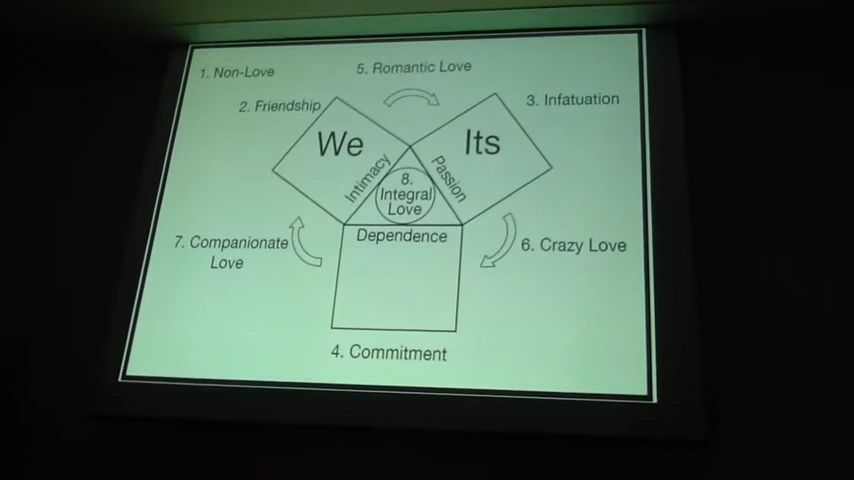 1. Non-Love
5. Romantic Love
2. Friendship
3. Infatuation
We
Its
Intimacy
Passion
8.
Integral
Love
Dependence
7. Companionate
Love
6. Crazy Love
4. Commitment